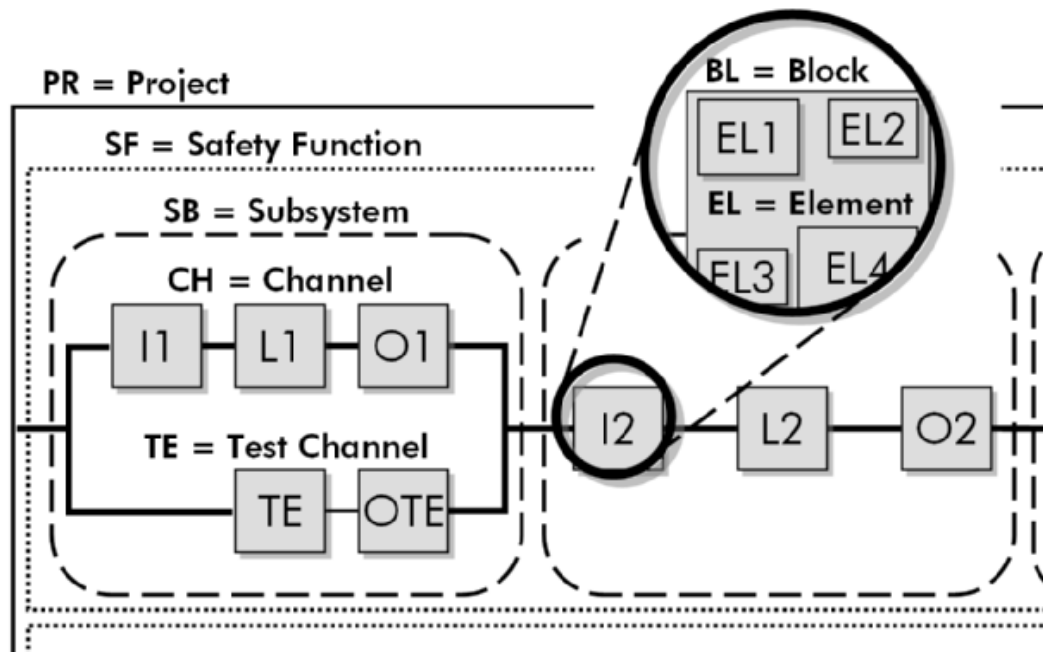 PR = Project
SF = Safety Function
SB = Subsystem
CH = Channel
I1 L1 O1
TE = Test Channel
TE OTE
BL = Block
EL1 EL2
EL = Element
EL3 EL4
I2 L2 O2